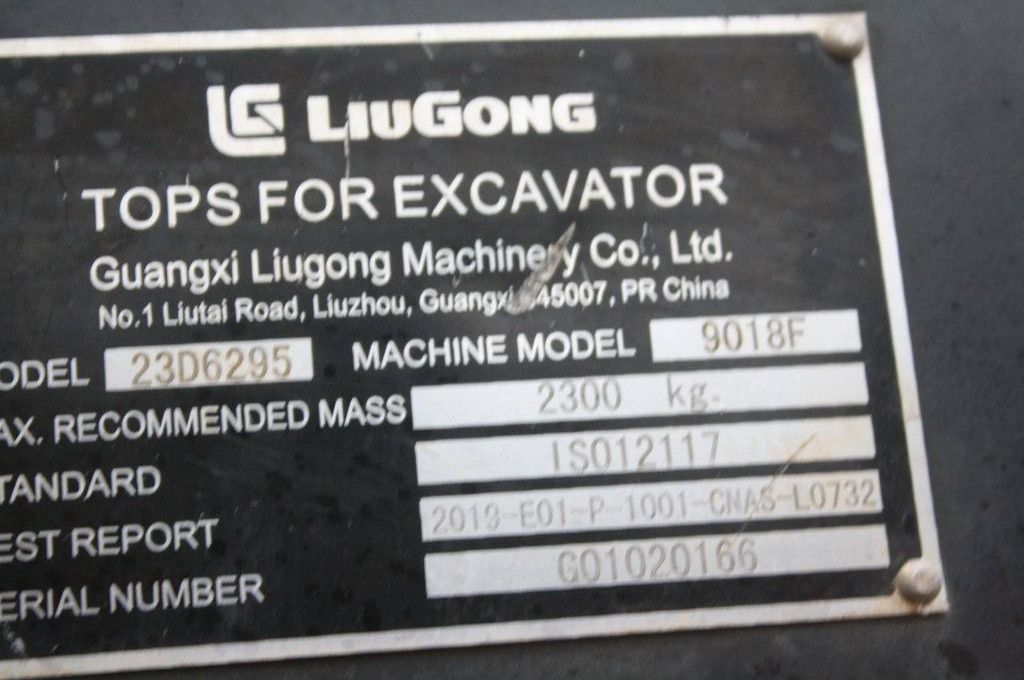 LG LIUGONG
TOPS FOR EXCAVATOR
Guangxi Liugong Machinery Co., Ltd.
No.1 Liutai Road, Liuzhou, Guangxi 545007, PR China
ODEL 23D6295 MACHINE MODEL 9018F
AX. RECOMMENDED MASS 2300 kg.
TANDARD ISO12117
EST REPORT 2013-E01-P-1001-CNAS-L0732
ERIAL NUMBER G01020166